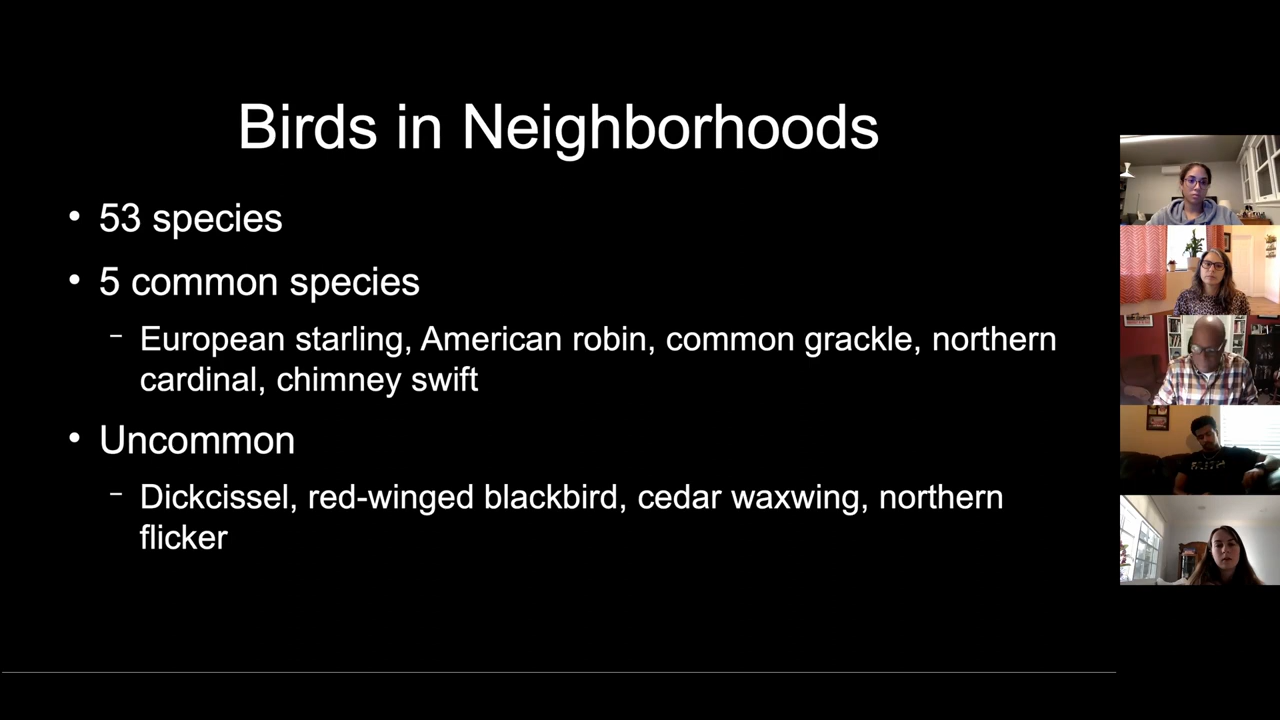 Birds in Neighborhoods
• 53 species
• 5 common species
– European starling, American robin, common grackle, northern
cardinal, chimney swift
• Uncommon
– Dickcissel, red-winged blackbird, cedar waxwing, northern
flicker